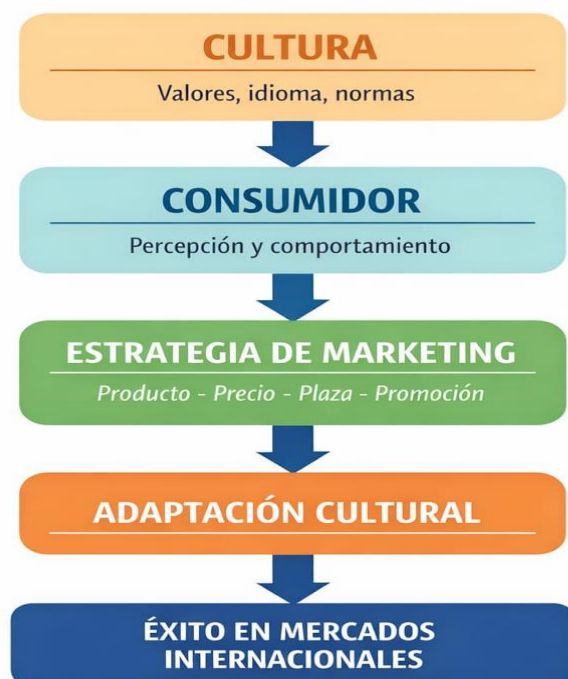 CULTURA
Valores, idioma, normas
CONSUMIDOR
Percepción y comportamiento
ESTRATEGIA DE MARKETING
Producto - Precio - Plaza - Promoción
ADAPTACIÓN CULTURAL
ÉXITO EN MERCADOS
INTERNACIONALES